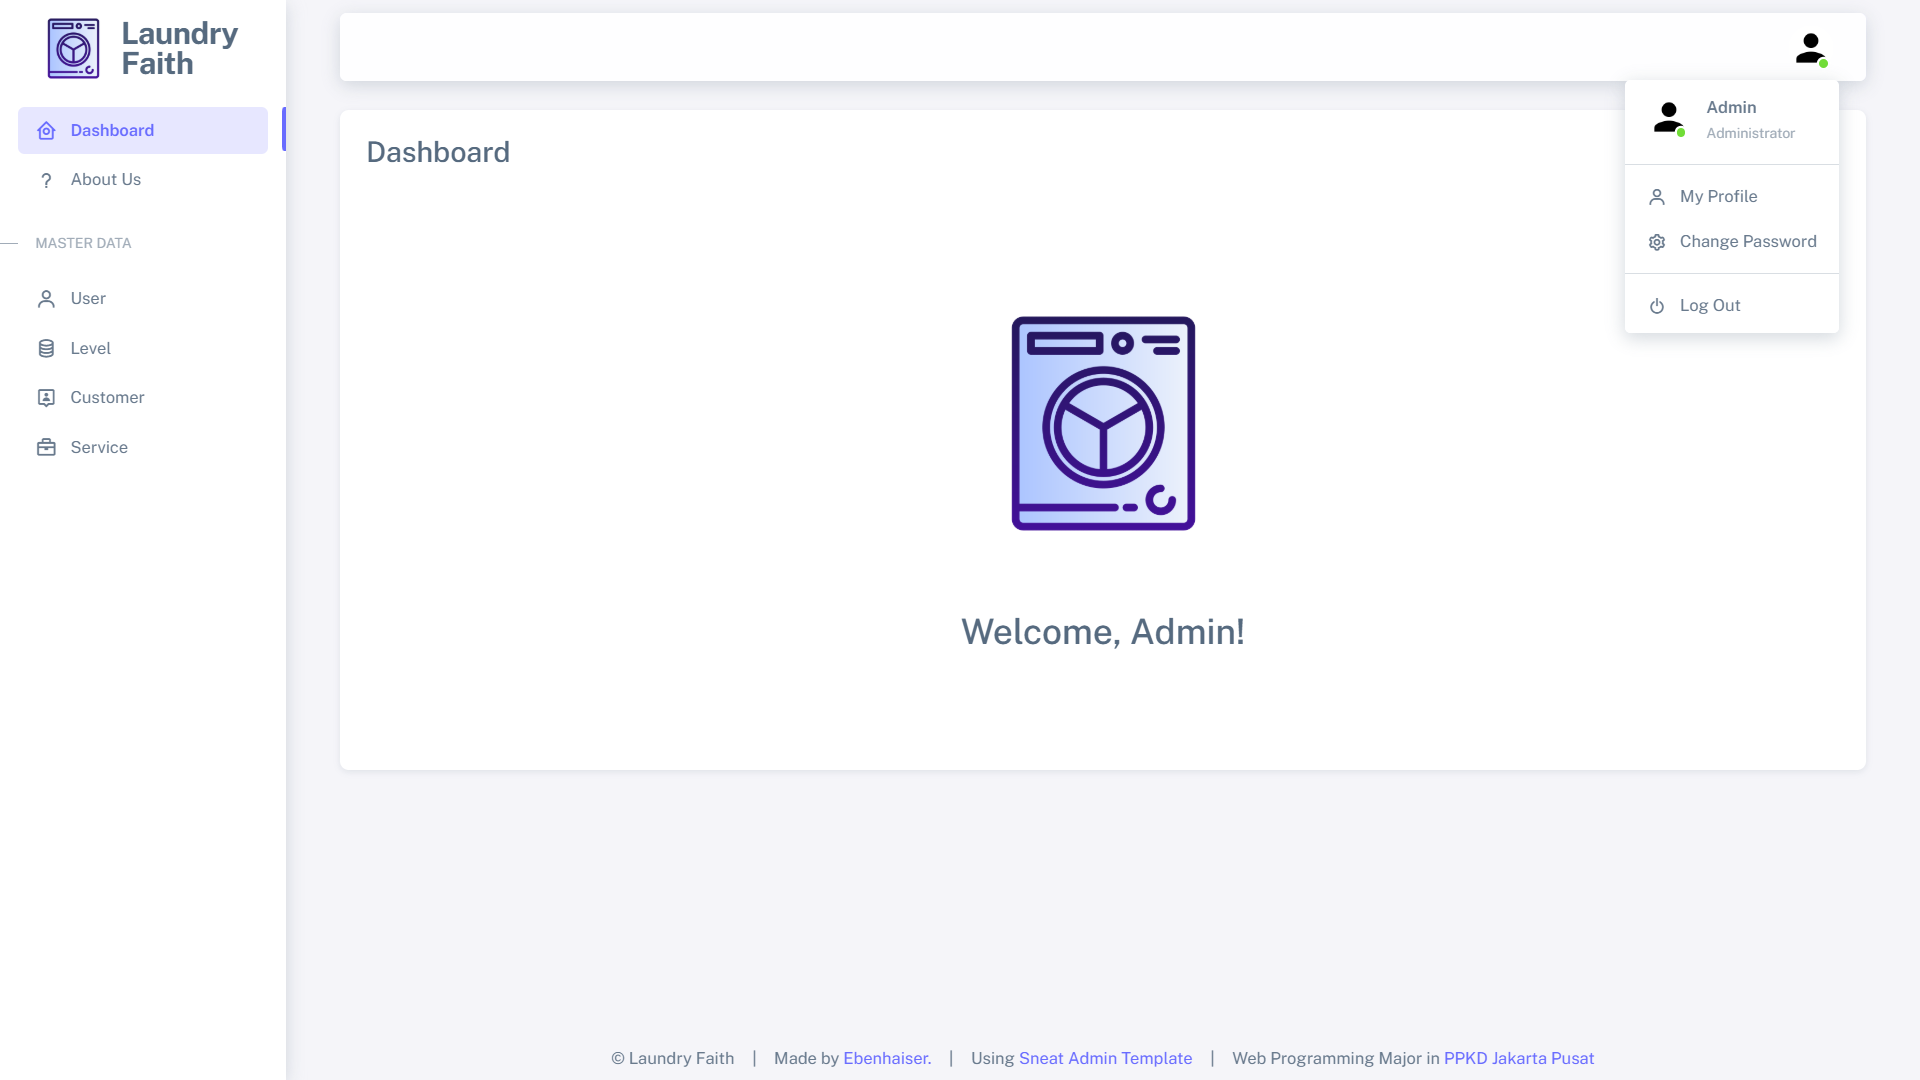 Laundry
Faith
Dashboard
About Us
MASTER DATA
User
Level
Customer
Service
Admin
Administrator
My Profile
Change Password
Log Out
Dashboard
Welcome, Admin!
© Laundry Faith | Made by Ebenhaiser. | Using Sneat Admin Template | Web Programming Major in PPKD Jakarta Pusat